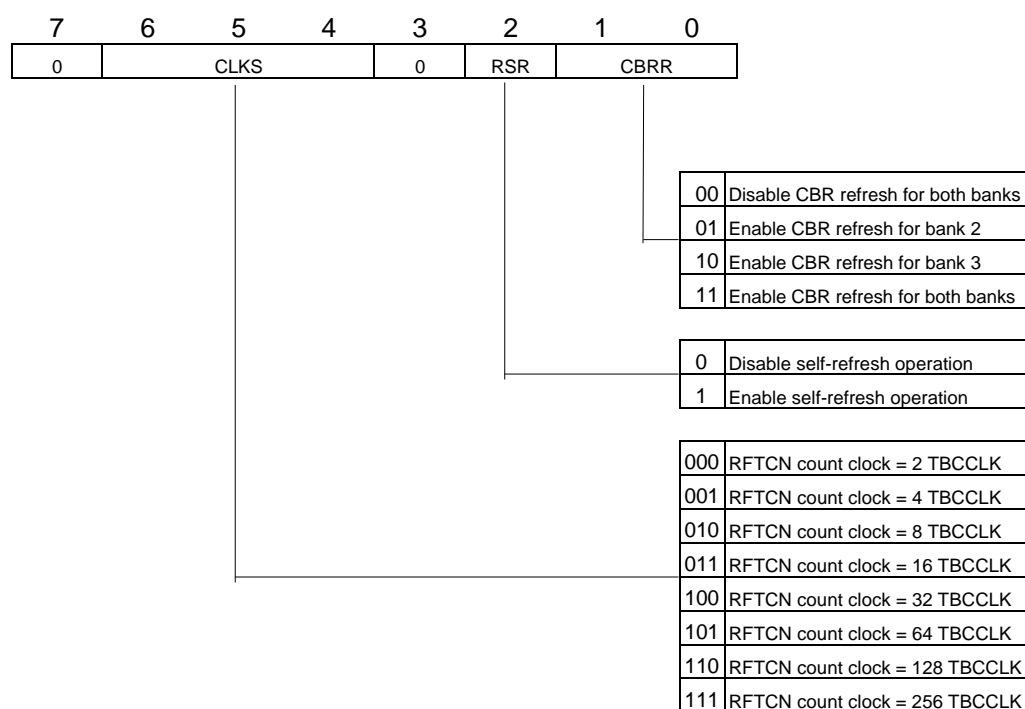 7 6 5 4 3 2 1 0
0 CLKS 0 RSR CBRR
00 Disable CBR refresh for both banks
01 Enable CBR refresh for bank 2
10 Enable CBR refresh for bank 3
11 Enable CBR refresh for both banks
0 Disable self-refresh operation
1 Enable self-refresh operation
000 RFTCN count clock = 2 TBCCLK
001 RFTCN count clock = 4 TBCCLK
010 RFTCN count clock = 8 TBCCLK
011 RFTCN count clock = 16 TBCCLK
100 RFTCN count clock = 32 TBCCLK
101 RFTCN count clock = 64 TBCCLK
110 RFTCN count clock = 128 TBCCLK
111 RFTCN count clock = 256 TBCCLK